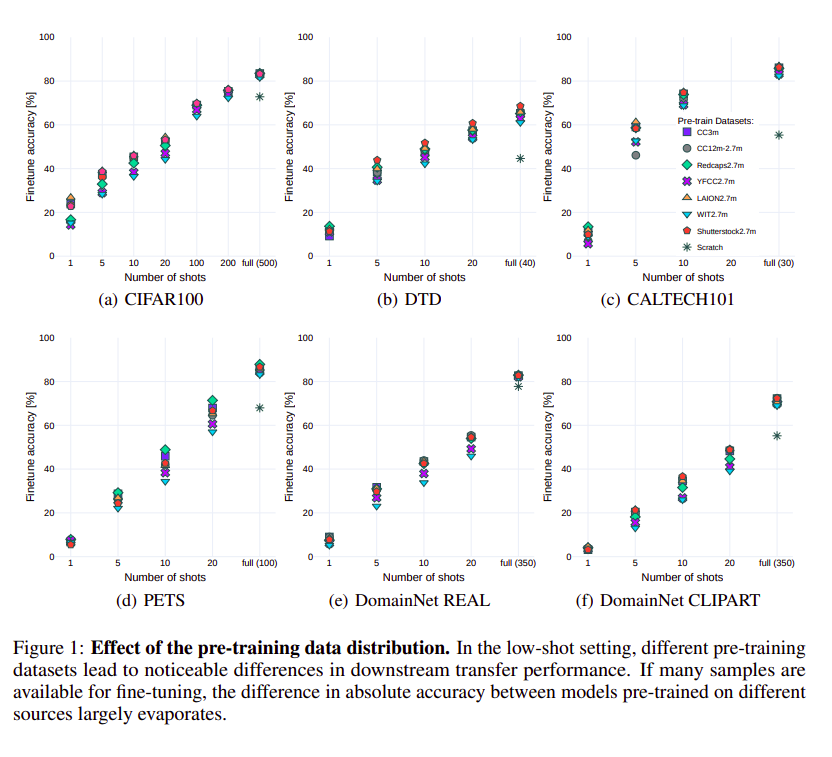 100
80
60
40
20
0
Finetune accuracy [%]
1 5 10 20 100 200 full (500)
Number of shots
(a) CIFAR100
100
80
60
40
20
0
Finetune accuracy [%]
1 5 10 20 full (40)
Number of shots
(b) DTD
100
80
60
40
20
0
Finetune accuracy [%]
Pre-train Datasets:
CC3m
CC12m-2.7m
Redcaps2.7m
YFCC2.7m
LAION2.7m
WIT2.7m
Shutterstock2.7m
Scratch
1 5 10 20 full (30)
Number of shots
(c) CALTECH101
100
80
60
40
20
0
Finetune accuracy [%]
1 5 10 20 full (100)
Number of shots
(d) PETS
100
80
60
40
20
0
Finetune accuracy [%]
1 5 10 20 full (350)
Number of shots
(e) DomainNet REAL
100
80
60
40
20
0
Finetune accuracy [%]
1 5 10 20 full (350)
Number of shots
(f) DomainNet CLIPART
Figure 1: Effect of the pre-training data distribution. In the low-shot setting, different pre-training
datasets lead to noticeable differences in downstream transfer performance. If many samples are
available for fine-tuning, the difference in absolute accuracy between models pre-trained on different
sources largely evaporates.